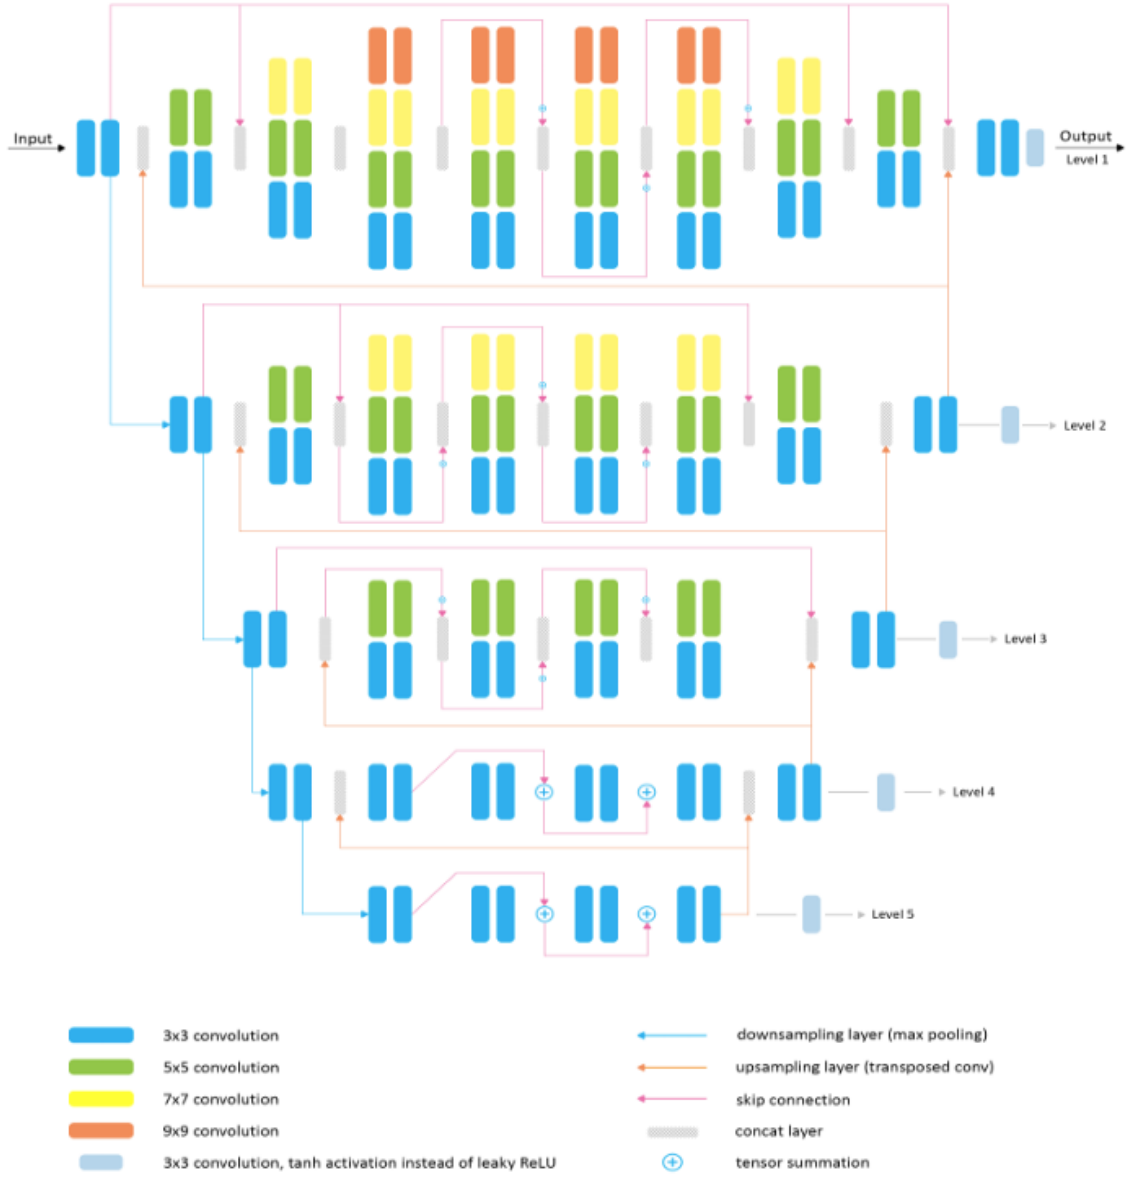 Input
Output
Level 1
Level 2
Level 3
Level 4
Level 5
3x3 convolution
5x5 convolution
7x7 convolution
9x9 convolution
3x3 convolution, tanh activation instead of leaky ReLU
downsampling layer (max pooling)
upsampling layer (transposed conv)
skip connection
concat layer
tensor summation